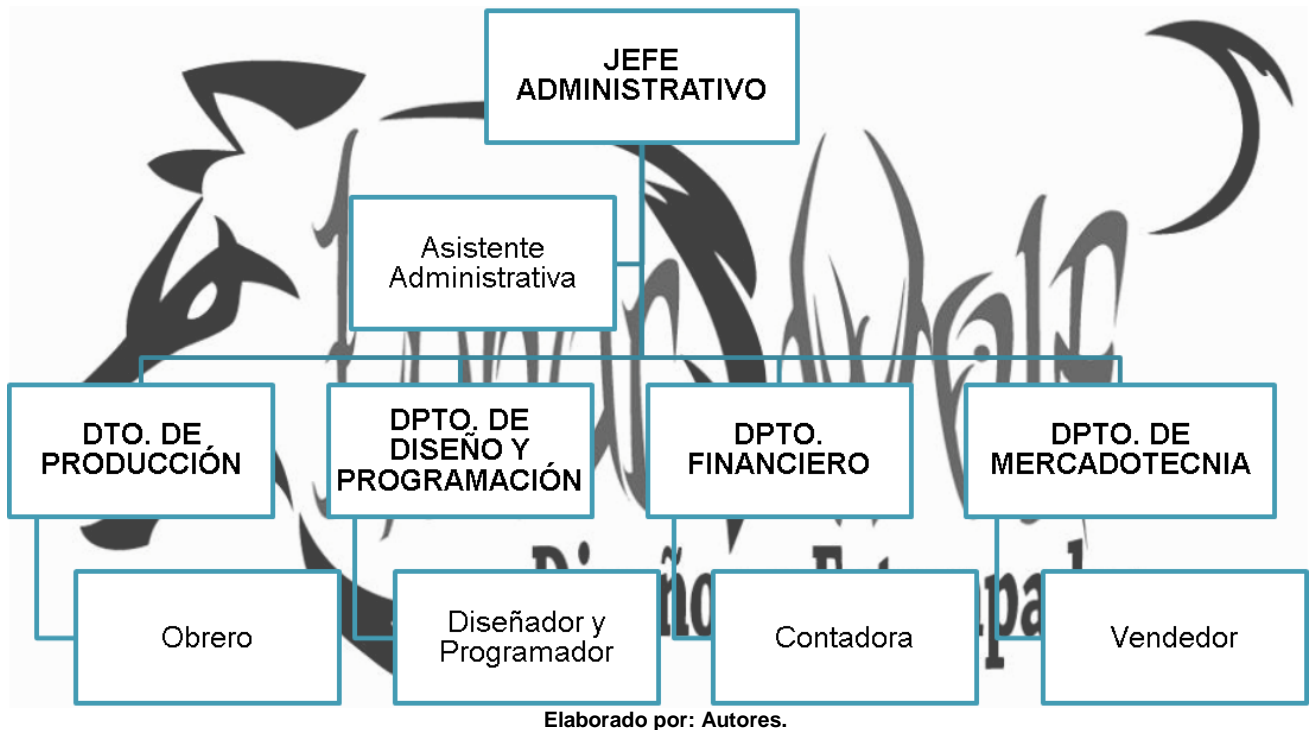 JEFE
ADMINISTRATIVO
Asistente
Administrativa
DTO. DE
PRODUCCIÓN
DPTO. DE
DISEÑO Y
PROGRAMACIÓN
DPTO.
FINANCIERO
DPTO. DE
MERCADOTECNIA
Obrero
Diseñador y
Programador
Contadora
Vendedor
Elaborado por: Autores.